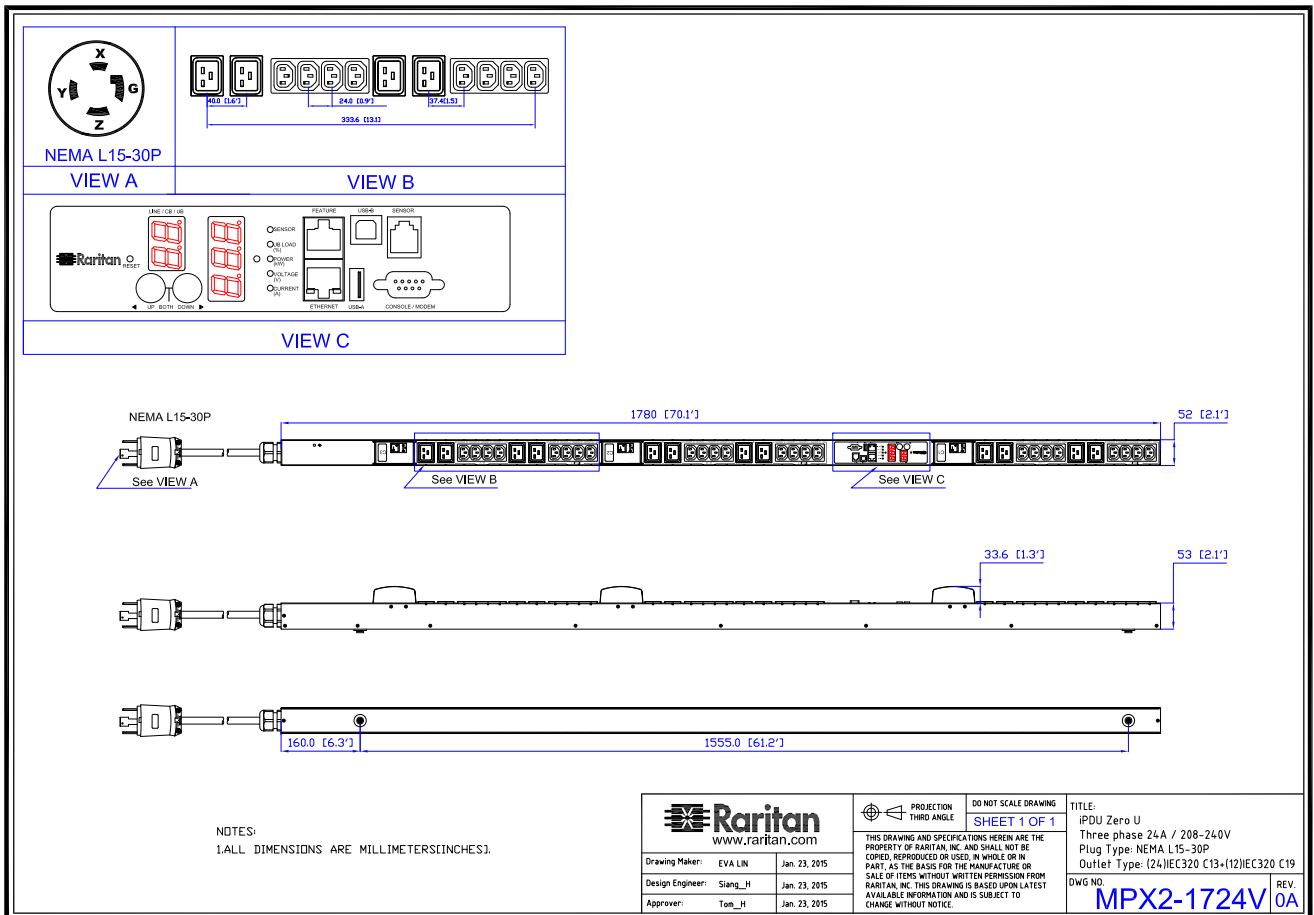 X
Y
G
Z
NEMA L15-30P
VIEW A
40.0 [1.6']
24.0 [0.9']
37.4[1.5]
333.6 [13.1]
VIEW B
Raritan
RESET
LINE / CB / UB
UP BOTH DOWN
SENSOR
UB LOAD
(%)
POWER
(kW)
VOLTAGE
(V)
CURRENT
(A)
FEATURE
USB-B
SENSOR
ETHERNET
USB-A
CONSOLE / MODEM
VIEW C
NEMA L15-30P
See VIEW A
1780 [70.1']
52 [2.1']
See VIEW B
See VIEW C
33.6 [1.3']
53 [2.1']
160.0 [6.3']
1555.0 [61.2']
NOTES:
1.ALL DIMENSIONS ARE MILLIMETERS[INCHES].
Raritan
www.raritan.com
Drawing Maker: EVA LIN Jan. 23, 2015
Design Engineer: Siang_H Jan. 23, 2015
Approver: Tom_H Jan. 23, 2015
PROJECTION
THIRD ANGLE
DO NOT SCALE DRAWING
SHEET 1 OF 1
THIS DRAWING AND SPECIFICATIONS HEREIN ARE THE
PROPERTY OF RARITAN, INC. AND SHALL NOT BE
COPIED, REPRODUCED OR USED, IN WHOLE OR IN
PART, AS THE BASIS FOR THE MANUFACTURE OR
SALE OF ITEMS WITHOUT WRITTEN PERMISSION FROM
RARITAN, INC. THIS DRAWING IS BASED UPON LATEST
AVAILABLE INFORMATION AND IS SUBJECT TO
CHANGE WITHOUT NOTICE.
TITLE:
iPDU Zero U
Three phase 24A / 208-240V
Plug Type: NEMA L15-30P
Outlet Type: (24)IEC320 C13+(12)IEC320 C19
DWG NO.
MPX2-1724V
REV.
0A